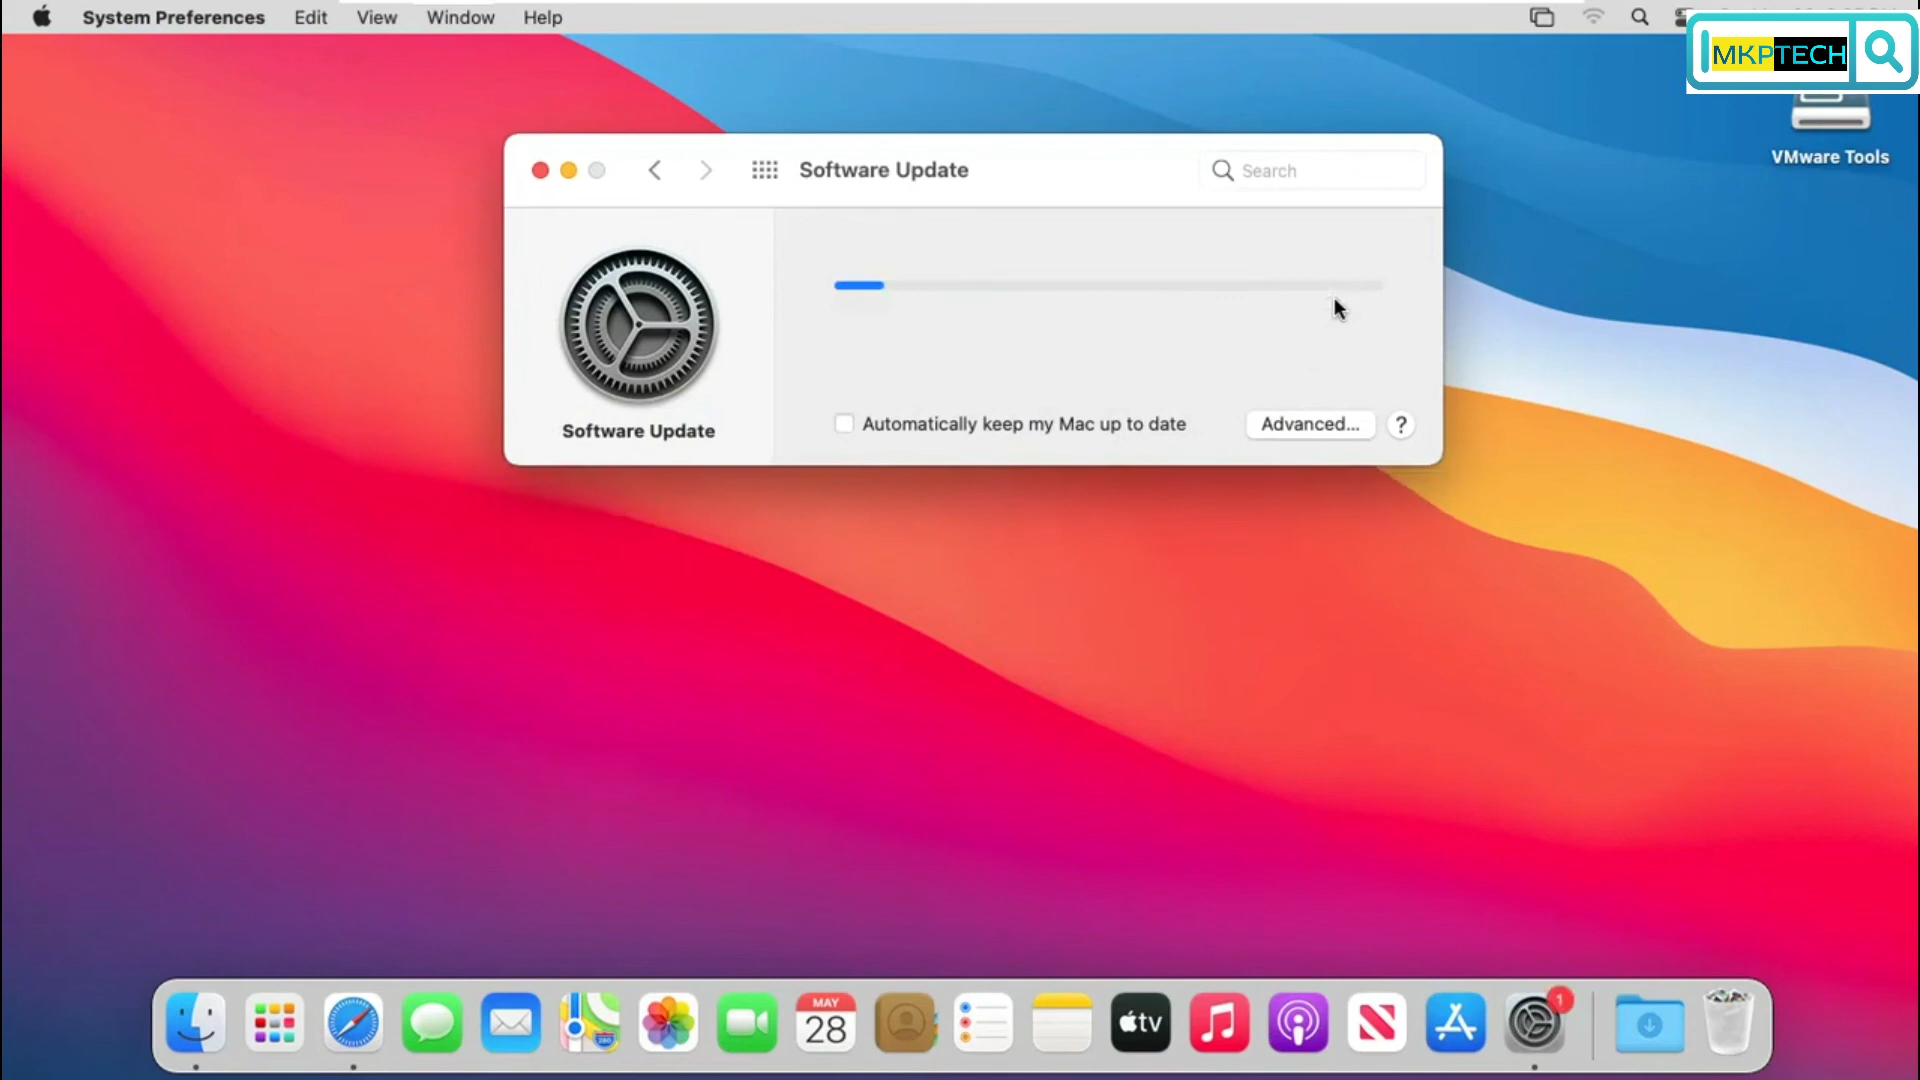 System Preferences Edit View Window Help
MKPTECH
VMware Tools
Software Update
Search
Software Update
Automatically keep my Mac up to date
Advanced...
?
MAY
28
280
tv
1